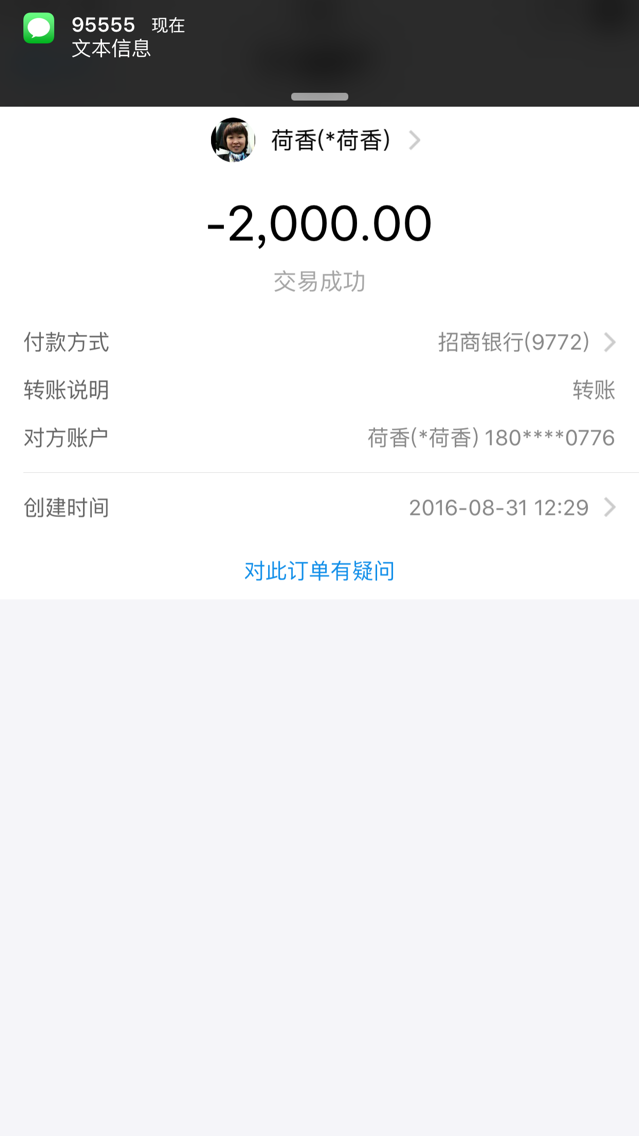 95555 现在
文本信息
荷香(*荷香)
-2,000.00
交易成功
付款方式 招商银行(9772)
转账说明 转账
对方账户 荷香(*荷香) 180****0776
创建时间 2016-08-31 12:29
对此订单有疑问